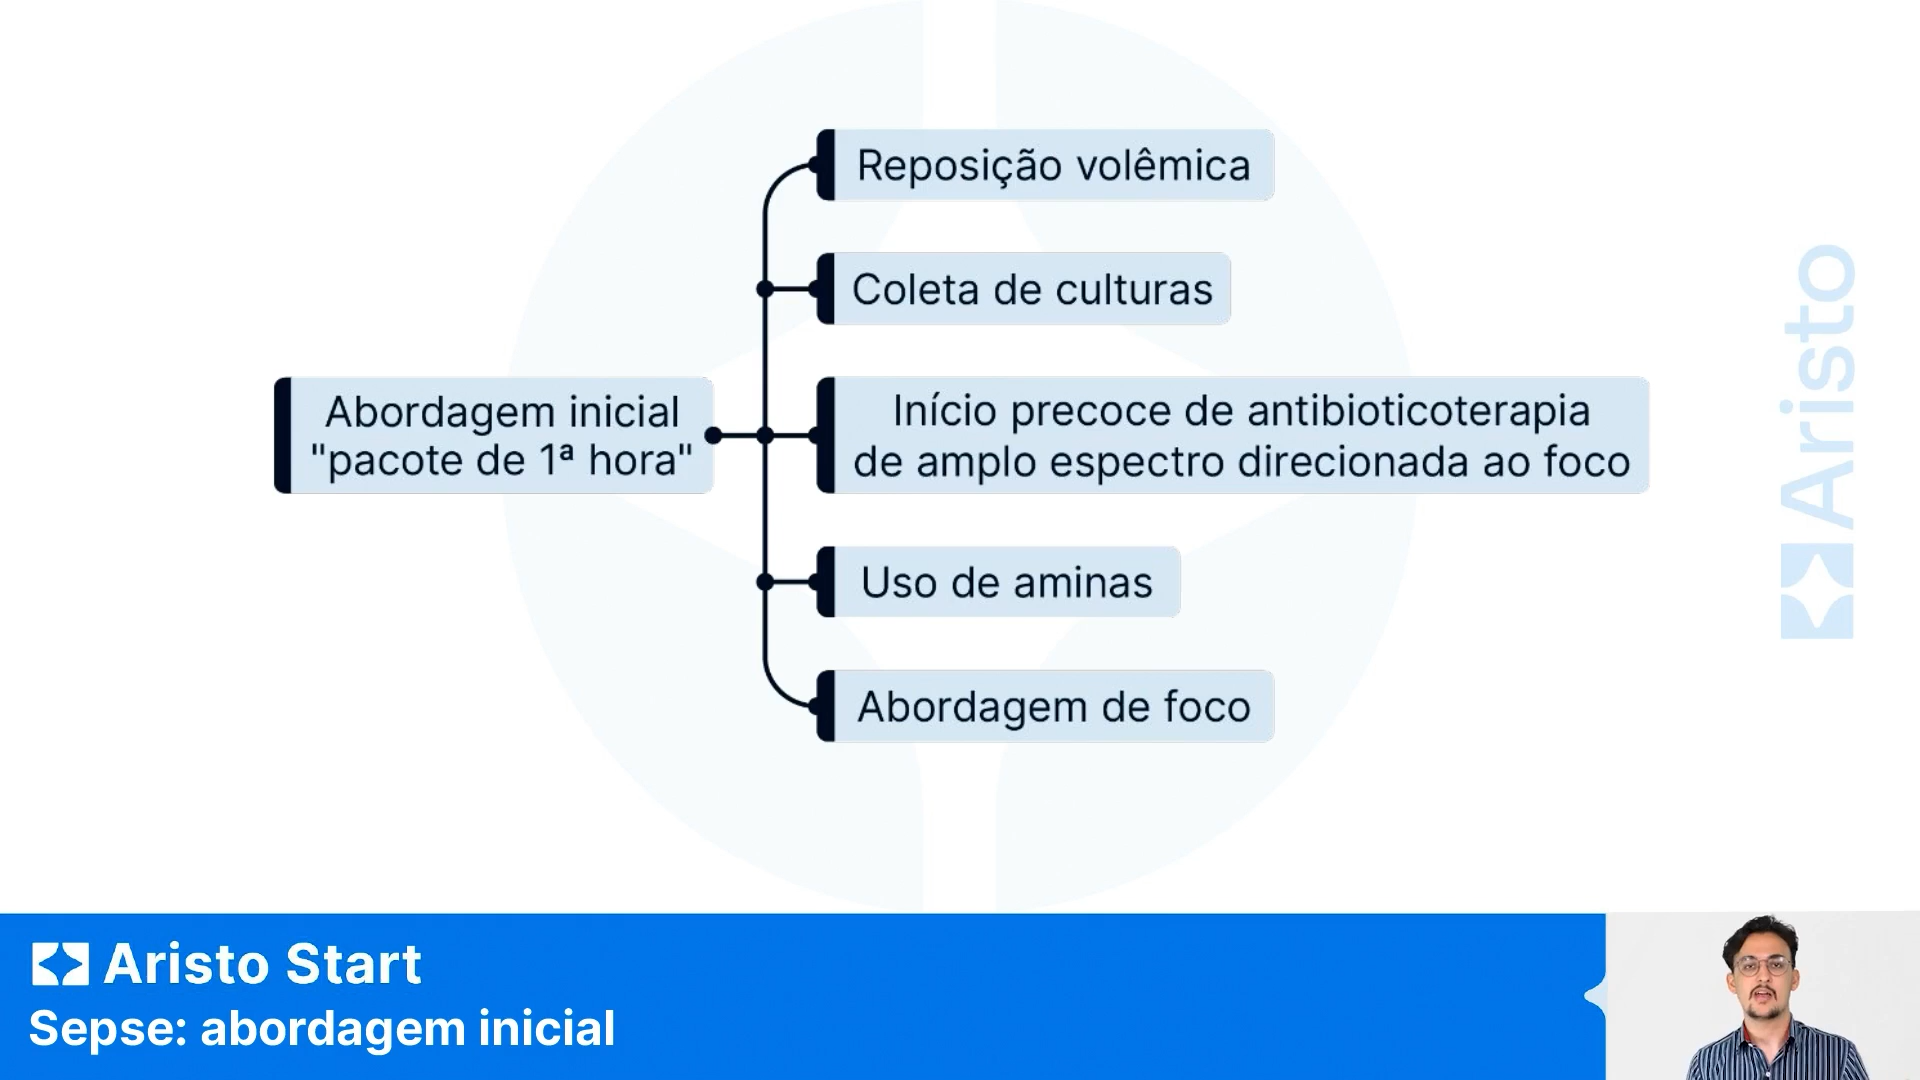 Reposição volêmica
Coleta de culturas
Abordagem inicial
"pacote de 1ª hora"
Início precoce de antibioticoterapia
de amplo espectro direcionada ao foco
Uso de aminas
Abordagem de foco
Aristo
Aristo Start
Sepse: abordagem inicial